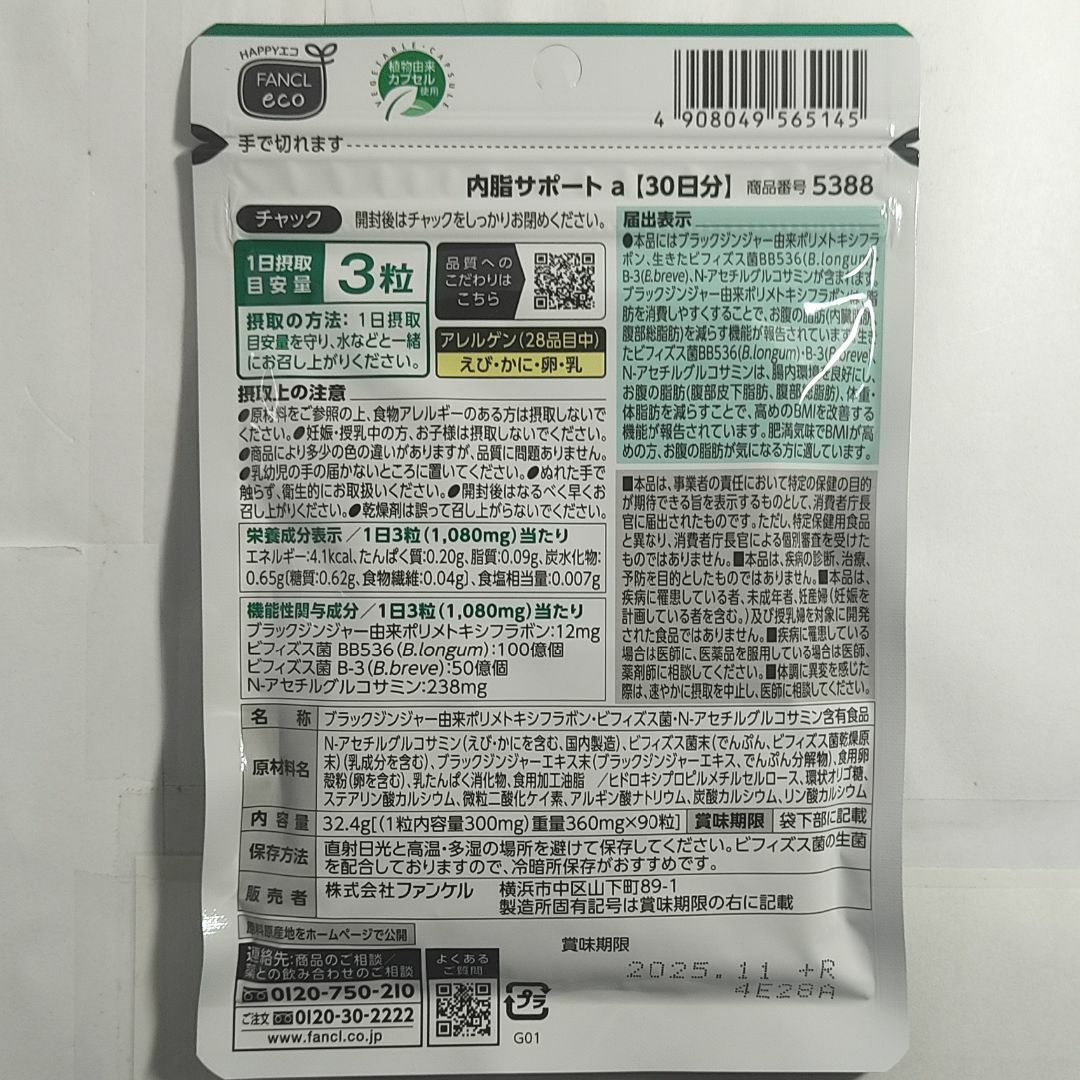 HAPPYエコ
FANCL
eco
VEGETABLE・CAPSULE
植物由来
カプセル
使用
4 908049 565145
手で切れます
内脂サポート a【30日分】 商品番号 5388
チャック 開封後はチャックをしっかりお閉めください。
1日摂取
目安量
3粒
摂取の方法：1日摂取
目安量を守り、水などと一緒
にお召し上がりください。
品質への
こだわりは
こちら
アレルゲン(28品目中)
えび・かに・卵・乳
摂取上の注意
●原材料をご参照の上、食物アレルギーのある方は摂取しないで
ください。●妊娠・授乳中の方、お子様は摂取しないでください。
●商品により多少の色の違いがありますが、品質に問題ありません。
●乳幼児の手の届かないところに置いてください。●ぬれた手で
触らず、衛生的にお取扱いください。●開封後はなるべく早くお
召し上がりください。●乾燥剤は誤って召し上がらないでください。
栄養成分表示／1日3粒(1,080mg)当たり
エネルギー:4.1kcal、たんぱく質:0.20g、脂質:0.09g、炭水化物:
0.65g〔糖質:0.62g、食物繊維:0.04g〕、食塩相当量:0.007g
機能性関与成分／1日3粒(1,080mg)当たり
ブラックジンジャー由来ポリメトキシフラボン:12mg
ビフィズス菌 BB536(B.longum):100億個
ビフィズス菌 B-3(B.breve):50億個
N-アセチルグルコサミン:238mg
届出表示
●本品にはブラックジンジャー由来ポリメトキシフラ
ボン、生きたビフィズス菌BB536(B.longum)
B-3(B.breve)、N-アセチルグルコサミンが含まれます。
ブラックジンジャー由来ポリメトキシフラボンは脂
肪を消費しやすくすることで、お腹の脂肪(内臓脂肪、
腹部総脂肪)を減らす機能が報告されています。生き
たビフィズス菌BB536(B.longum)・B-3(B.breve)、
N-アセチルグルコサミンは、腸内環境を良好にし、
お腹の脂肪(腹部皮下脂肪、腹部総脂肪)、体重・
体脂肪を減らすことで、高めのBMIを改善する
機能が報告されています。肥満気味でBMIが高
めの方、お腹の脂肪が気になる方に適しています。
■本品は、事業者の責任において特定の保健の目的
が期待できる旨を表示するものとして、消費者庁長
官に届出されたものです。ただし、特定保健用食品
と異なり、消費者庁長官による個別審査を受けた
ものではありません。■本品は、疾病の診断、治療、
予防を目的としたものではありません。■本品は、
疾病に罹患している者、未成年者、妊産婦(妊娠を
計画している者を含む。)及び授乳婦を対象に開発
された食品ではありません。■疾病に罹患している
場合は医師に、医薬品を服用している場合は医師、
薬剤師に相談してください。■体調に異変を感じた
際は、速やかに摂取を中止し、医師に相談してください。
名 称 ブラックジンジャー由来ポリメトキシフラボン・ビフィズス菌・N-アセチルグルコサミン含有食品
原材料名 N-アセチルグルコサミン(えび・かにを含む、国内製造)、ビフィズス菌末(でんぷん、ビフィズス菌乾燥原
末)(乳成分を含む)、ブラックジンジャーエキス末(ブラックジンジャーエキス、でんぷん分解物)、食用卵
殻粉(卵を含む)、乳たんぱく消化物、食用加工油脂 ／ヒドロキシプロピルメチルセルロース、環状オリゴ糖、
ステアリン酸カルシウム、微粒二酸化ケイ素、アルギン酸ナトリウム、炭酸カルシウム、リン酸カルシウム
内 容 量 32.4g[(1粒内容量300mg)重量360mg×90粒] 賞味期限 袋下部に記載
保存方法 直射日光と高温・多湿の場所を避けて保存してください。ビフィズス菌の生菌
を配合しておりますので、冷暗所保存がおすすめです。
販 売 者 株式会社ファンケル 横浜市中区山下町89-1
製造所固有記号は賞味期限の右に記載
原料原産地をホームページで公開
連絡先:商品のご相談/
薬との飲み合わせのご相談
0120-750-210
ご注文 0120-30-2222
www.fancl.co.jp
よくある
ご質問
プラ
G01
賞味期限
2025.11 +R
4E28A